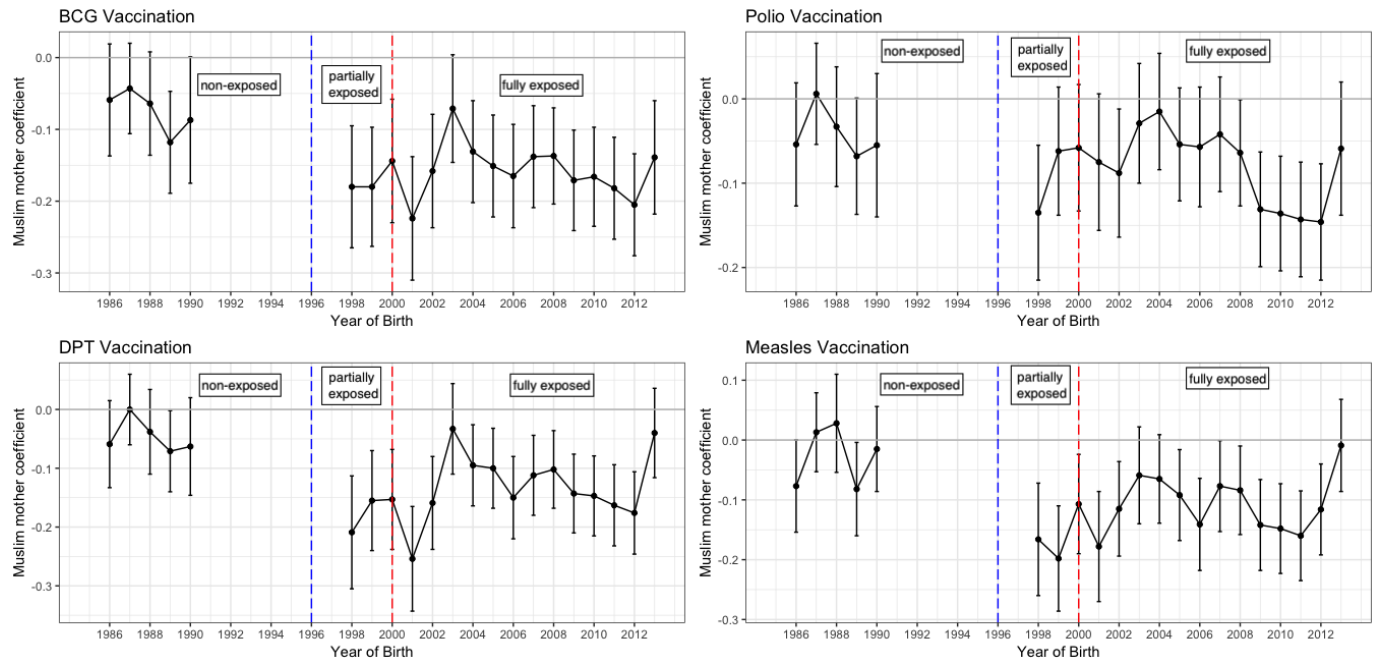 BCG Vaccination
Muslim mother coefficient
0.0
-0.1
-0.2
-0.3
non-exposed
partially
exposed
fully exposed
1986 1988 1990 1992 1994 1996 1998 2000 2002 2004 2006 2008 2010 2012
Year of Birth
Polio Vaccination
Muslim mother coefficient
0.0
-0.1
-0.2
non-exposed
partially
exposed
fully exposed
1986 1988 1990 1992 1994 1996 1998 2000 2002 2004 2006 2008 2010 2012
Year of Birth
DPT Vaccination
Muslim mother coefficient
0.0
-0.1
-0.2
-0.3
non-exposed
partially
exposed
fully exposed
1986 1988 1990 1992 1994 1996 1998 2000 2002 2004 2006 2008 2010 2012
Year of Birth
Measles Vaccination
Muslim mother coefficient
0.1
0.0
-0.1
-0.2
-0.3
non-exposed
partially
exposed
fully exposed
1986 1988 1990 1992 1994 1996 1998 2000 2002 2004 2006 2008 2010 2012
Year of Birth